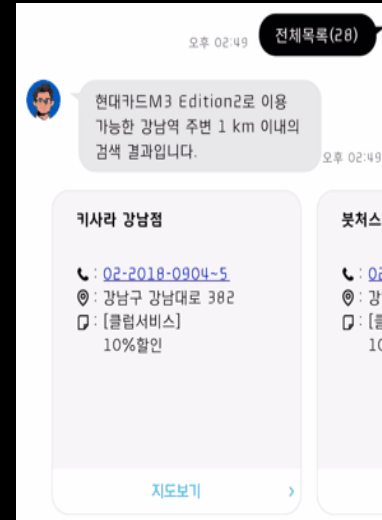 오후 02:49
전체목록(28)
현대카드M3 Edition2로 이용
가능한 강남역 주변 1 km 이내의
검색 결과입니다.
오후 02:49
키사라 강남점
: 02-2018-0904~5
: 강남구 강남대로 382
: [클럽서비스]
10%할인
지도보기
붓처스